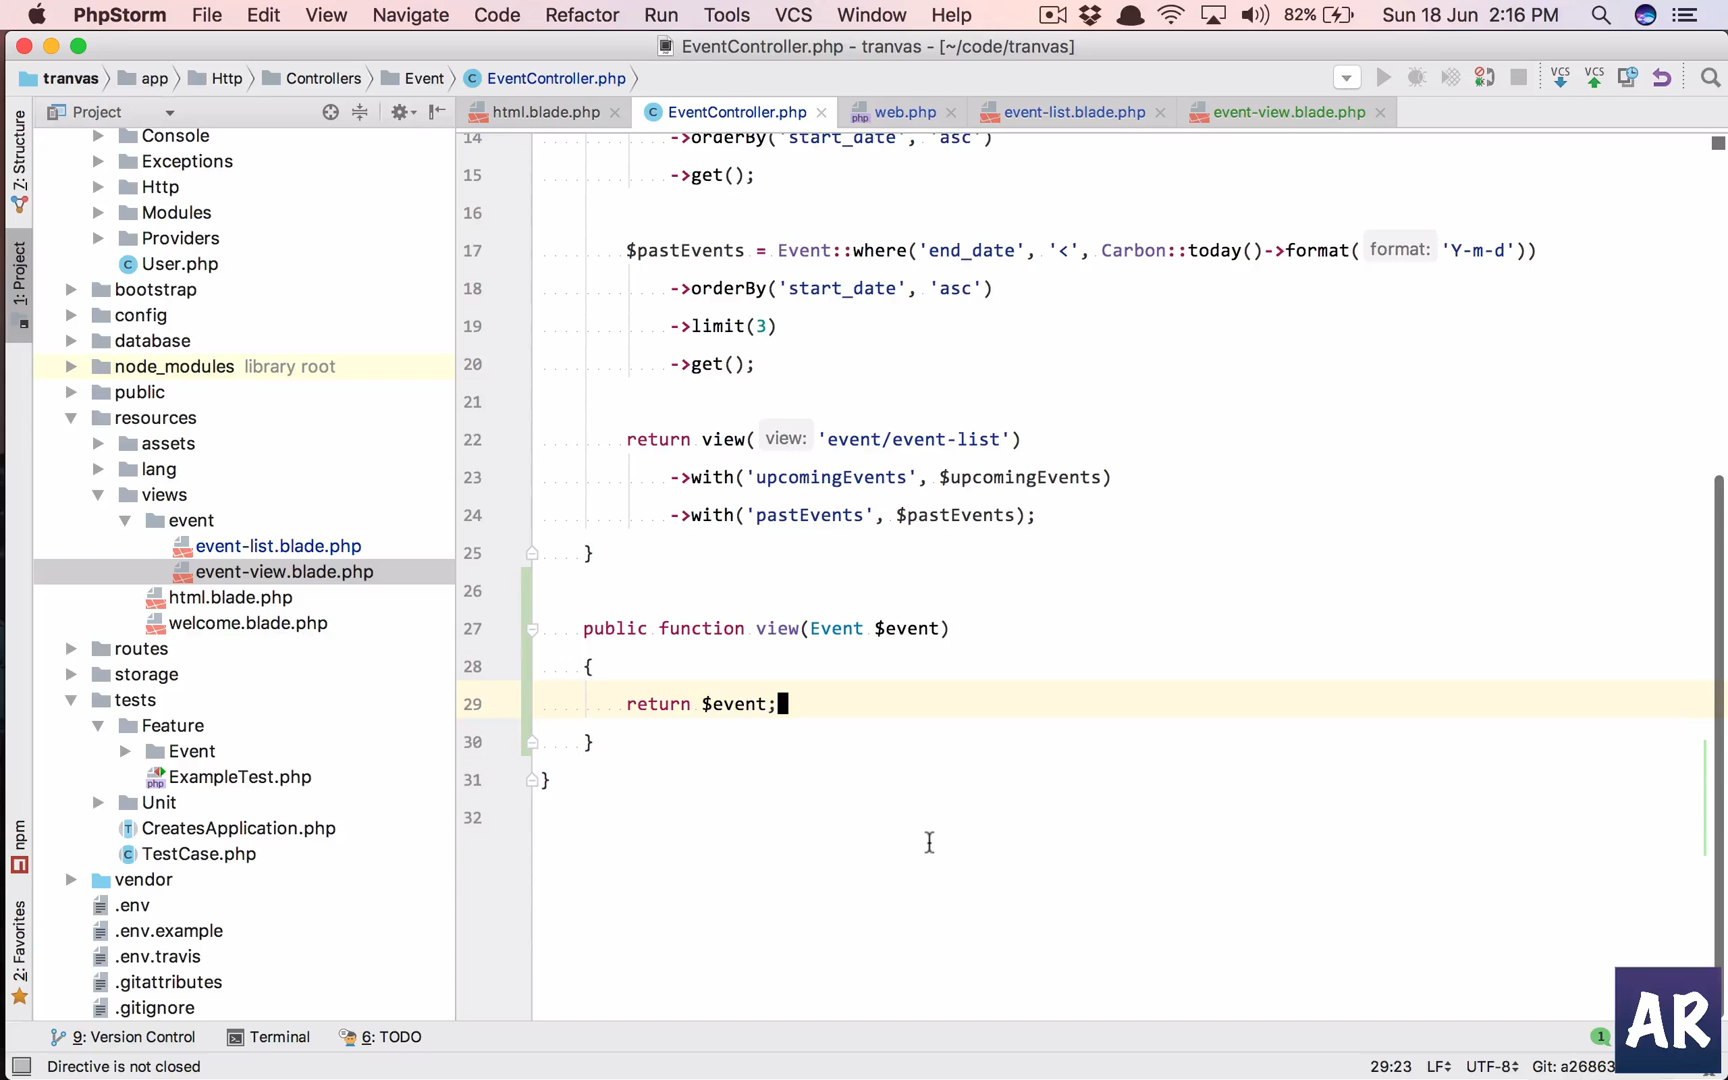 PhpStorm File Edit View Navigate Code Refactor Run Tools VCS Window Help 82% Sun 18 Jun 2:16 PM
EventController.php - tranvas - [~/code/tranvas]
tranvas app Http Controllers Event EventController.php VCS VCS
Project html.blade.php EventController.php web.php event-list.blade.php event-view.blade.php
7: Structure
1: Project
npm
2: Favorites
Console
Exceptions
Http
Modules
Providers
User.php
bootstrap
config
database
node_modules library root
public
resources
assets
lang
views
event
event-list.blade.php
event-view.blade.php
html.blade.php
welcome.blade.php
routes
storage
tests
Feature
Event
ExampleTest.php
Unit
CreatesApplication.php
TestCase.php
vendor
.env
.env.example
.env.travis
.gitattributes
.gitignore
14 ->orderBy('start_date', 'asc')
15 ->get();
16
17 $pastEvents = Event::where('end_date', '<', Carbon::today()->format( format: 'Y-m-d'))
18 ->orderBy('start_date', 'asc')
19 ->limit(3)
20 ->get();
21
22 return view( view: 'event/event-list')
23 ->with('upcomingEvents', $upcomingEvents)
24 ->with('pastEvents', $pastEvents);
25 }
26
27 public function view(Event $event)
28 {
29 return $event;
30 }
31 }
32
9: Version Control Terminal 6: TODO 1
Directive is not closed 29:23 LF UTF-8 Git: a26863
AR